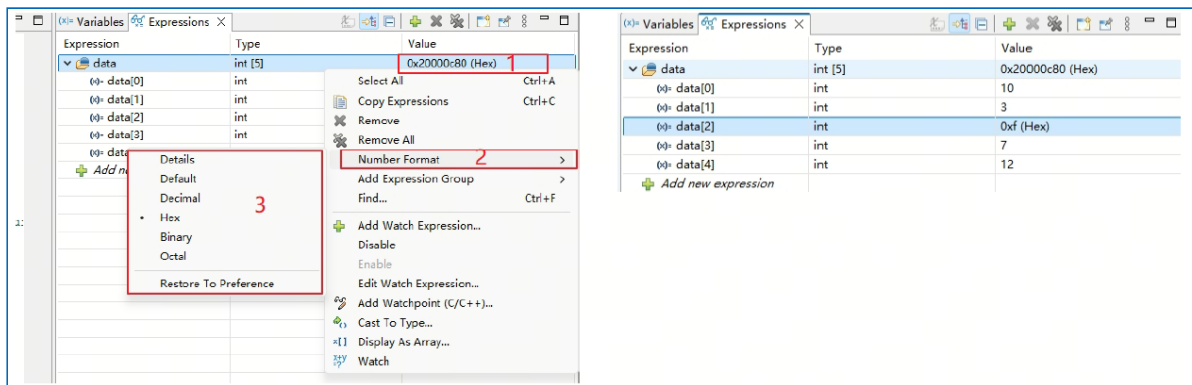 (x)= Variables Expressions
Expression Type Value
data int [5] 0x20000c80 (Hex) 1
(x)= data[0] int
(x)= data[1] int
(x)= data[2] int
(x)= data[3] int
(x)= data
Add n
Select All Ctrl+A
Copy Expressions Ctrl+C
Remove
Remove All
Number Format 2 >
Add Expression Group >
Find... Ctrl+F
Add Watch Expression...
Disable
Enable
Edit Watch Expression...
Add Watchpoint (C/C++)...
Cast To Type...
Display As Array...
Watch
Details
Default
Decimal
3
• Hex
Binary
Octal
Restore To Preference
(x)= Variables Expressions
Expression Type Value
data int [5] 0x20000c80 (Hex)
(x)= data[0] int 10
(x)= data[1] int 3
(x)= data[2] int 0xf (Hex)
(x)= data[3] int 7
(x)= data[4] int 12
Add new expression